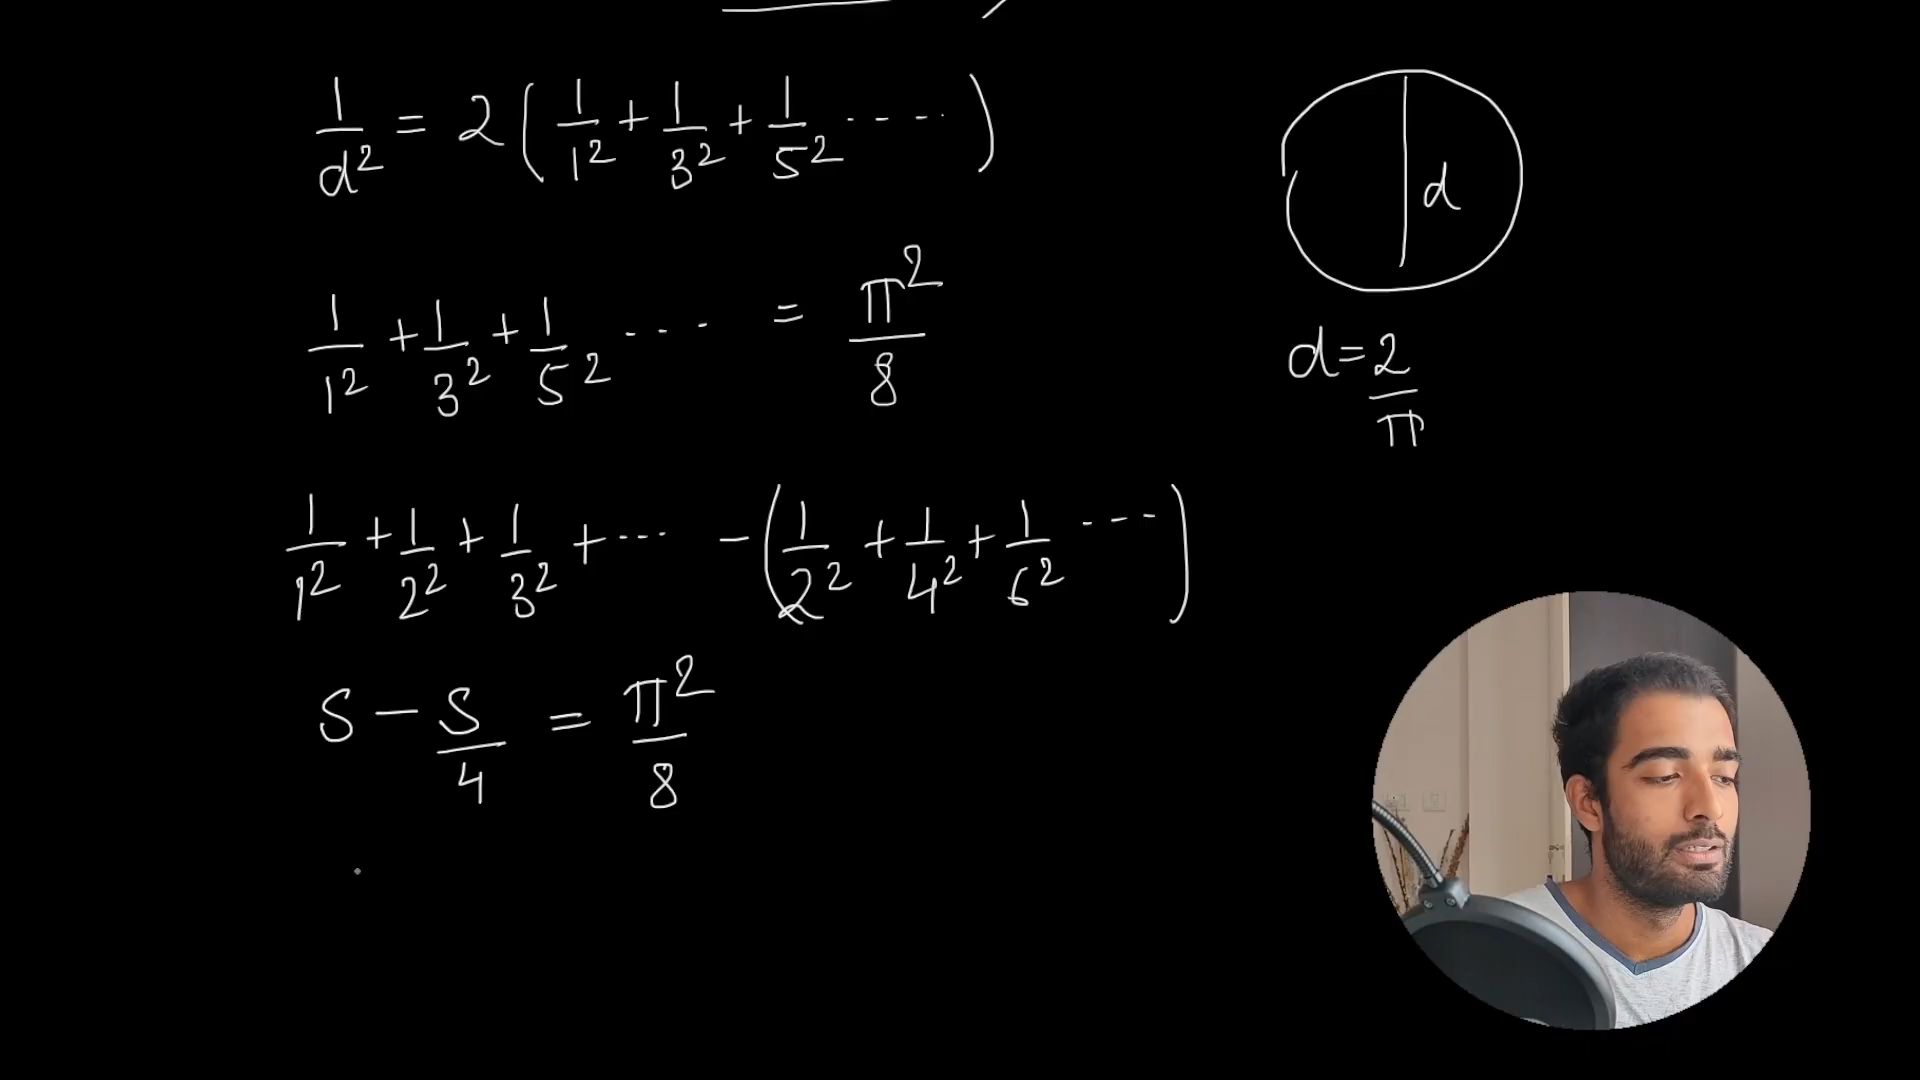 1/d² = 2(1/1² + 1/3² + 1/5² ‐ ‐ ‐ ‐)
d
1/1² + 1/3² + 1/5² ‐ ‐ ‐ ‐ = π²/8
d = 2/π
1/1² + 1/2² + 1/3² + ‐ ‐ ‐ ‐ − (1/2² + 1/4² + 1/6² ‐ ‐ ‐ ‐)
S − S/4 = π²/8